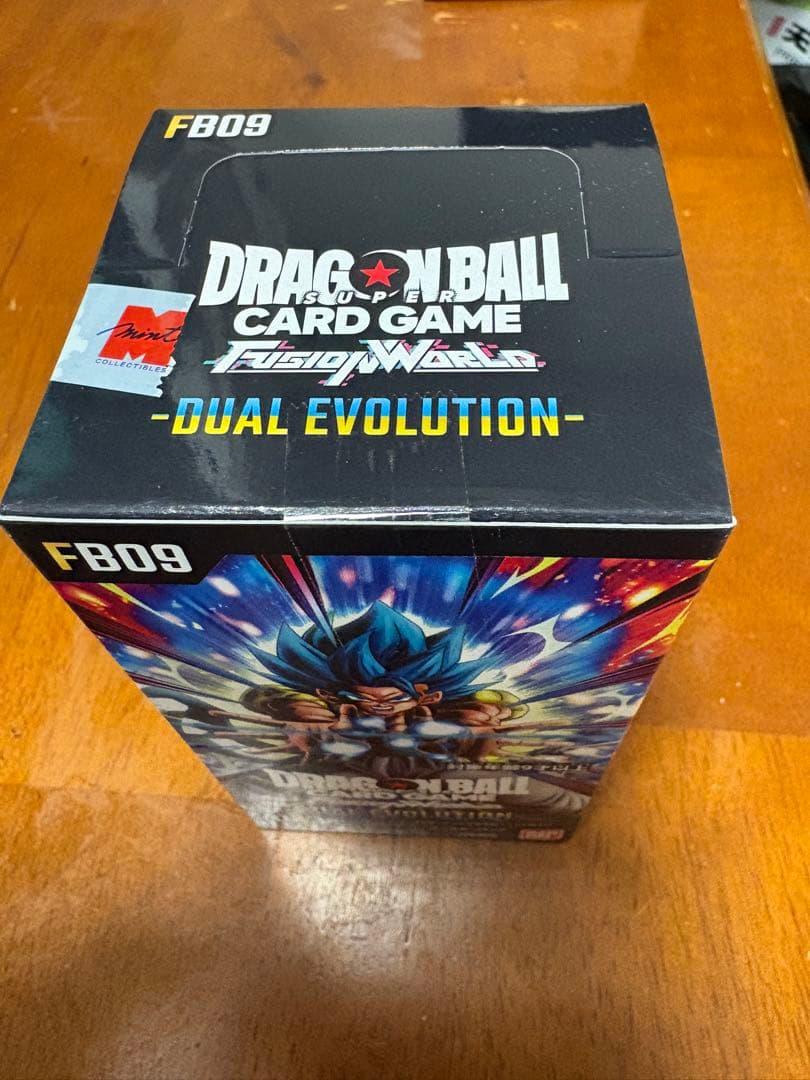 FB09
DRAGON BALL
SUPER
CARD GAME
FUSION WORLD
-DUAL EVOLUTION-
mint
M
COLLECTIBLES
FB09
DRAGON BALL
CARD GAME
EVOLUTION